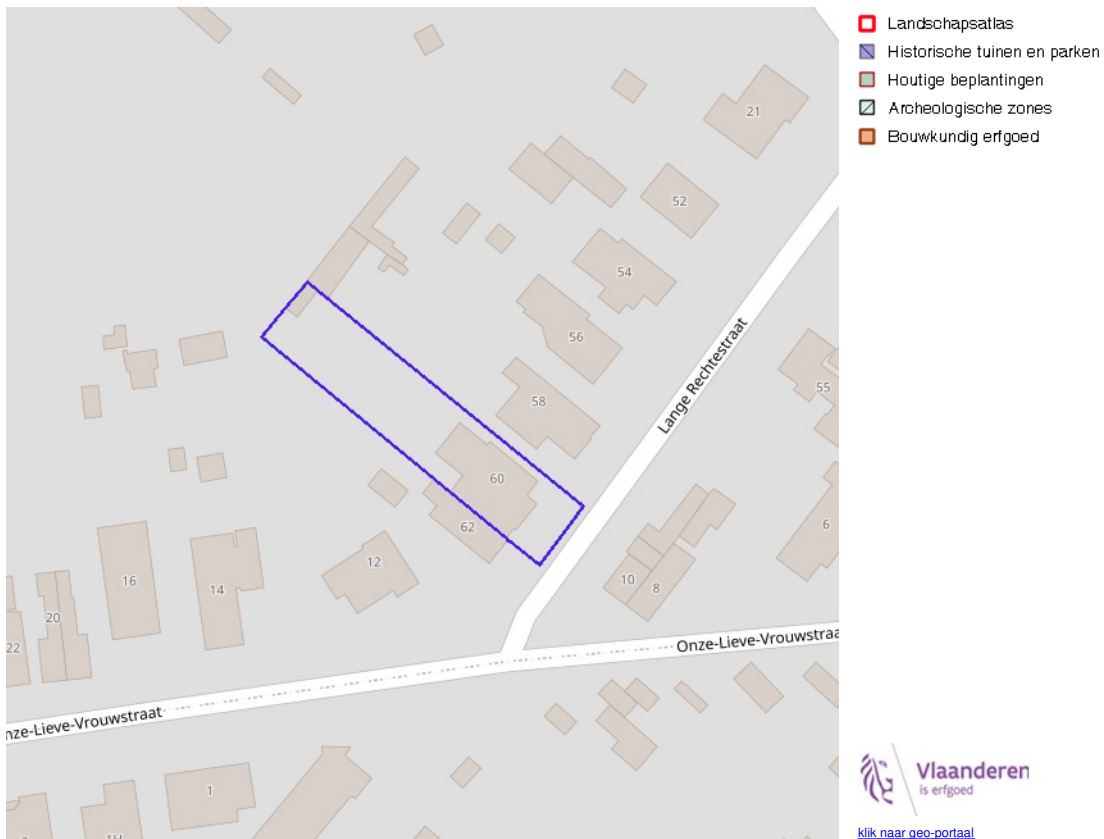 Landschapsatlas
Historische tuinen en parken
Houtige beplantingen
Archeologische zones
Bouwkundig erfgoed
21
52
54
56
Lange Rechtestraat
55
58
60
62
6
12
10
8
16
14
20
22
Onze-Lieve-Vrouwstraa
nze-Lieve-Vrouwstraat
1
1H
Vlaanderen
is erfgoed
klik naar geo-portaal